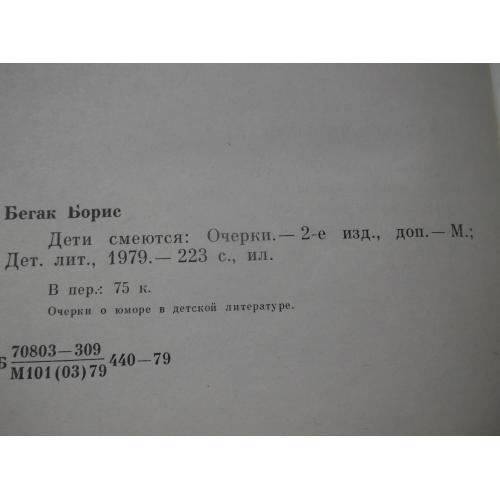 Бегак Борис
Дети смеются: Очерки.— 2-е изд., доп.— М.;
Дет. лит., 1979.— 223 с., ил.
В пер.: 75 к.
Очерки о юморе в детской литературе.
Б 70803—309 440—79
М101(03)79